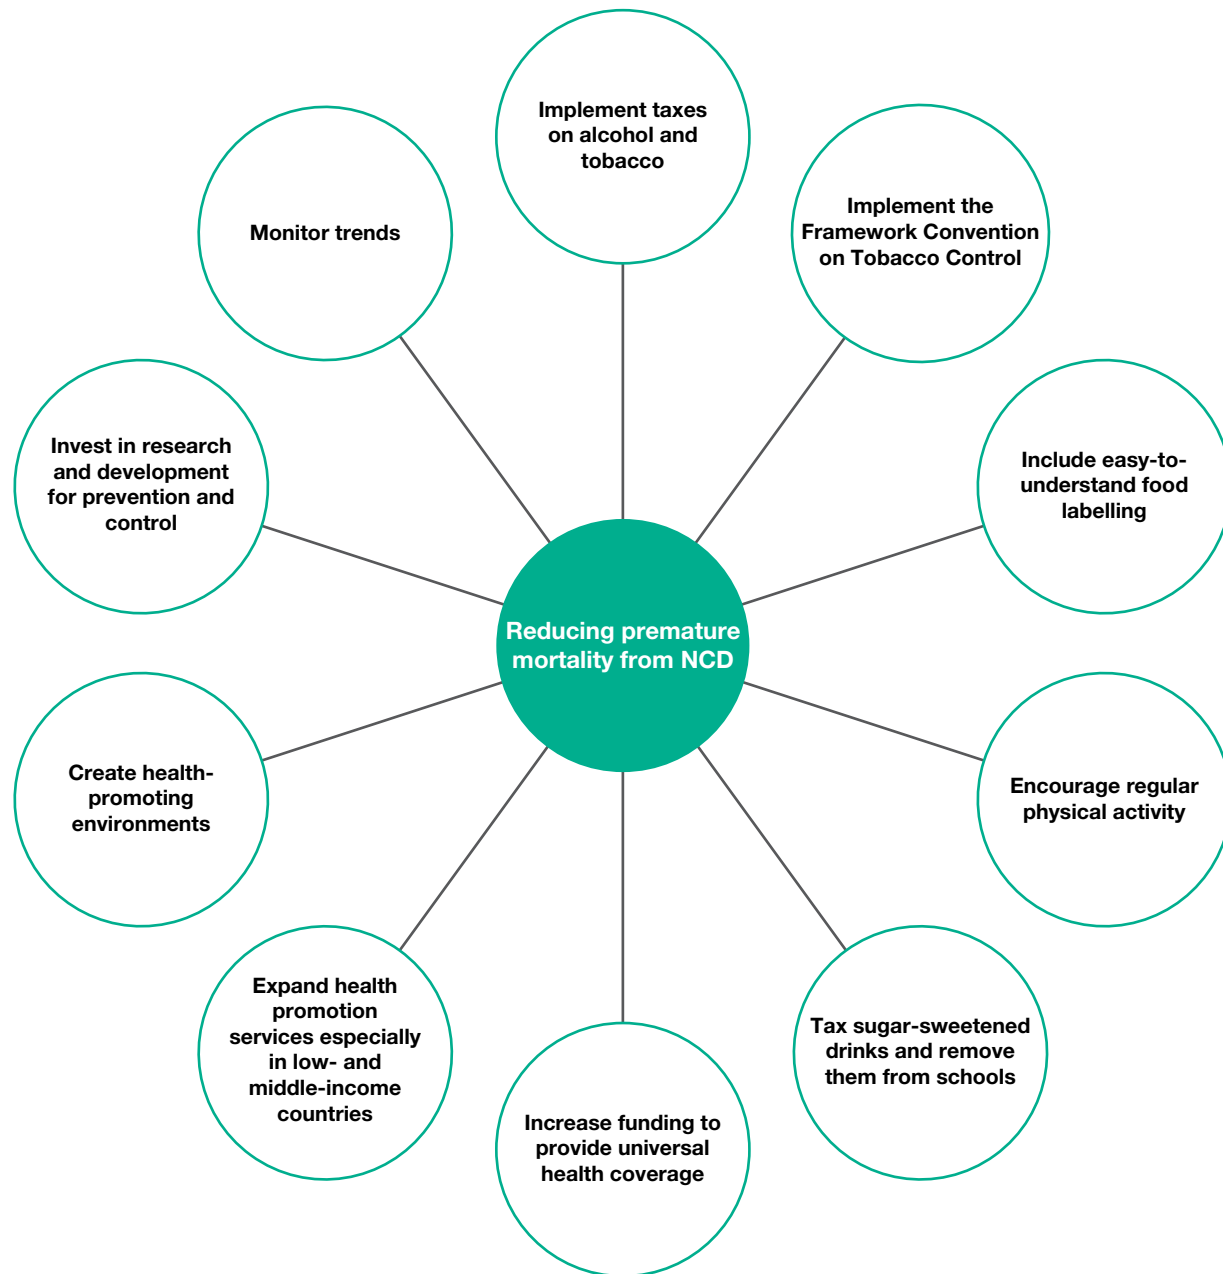 Implement taxes
on alcohol and
tobacco
Implement the
Framework Convention
on Tobacco Control
Include easy-to-
understand food
labelling
Encourage regular
physical activity
Tax sugar-sweetened
drinks and remove
them from schools
Increase funding to
provide universal
health coverage
Expand health
promotion
services especially
in low- and
middle-income
countries
Create health-
promoting
environments
Invest in research
and development
for prevention and
control
Monitor trends
Reducing premature
mortality from NCD